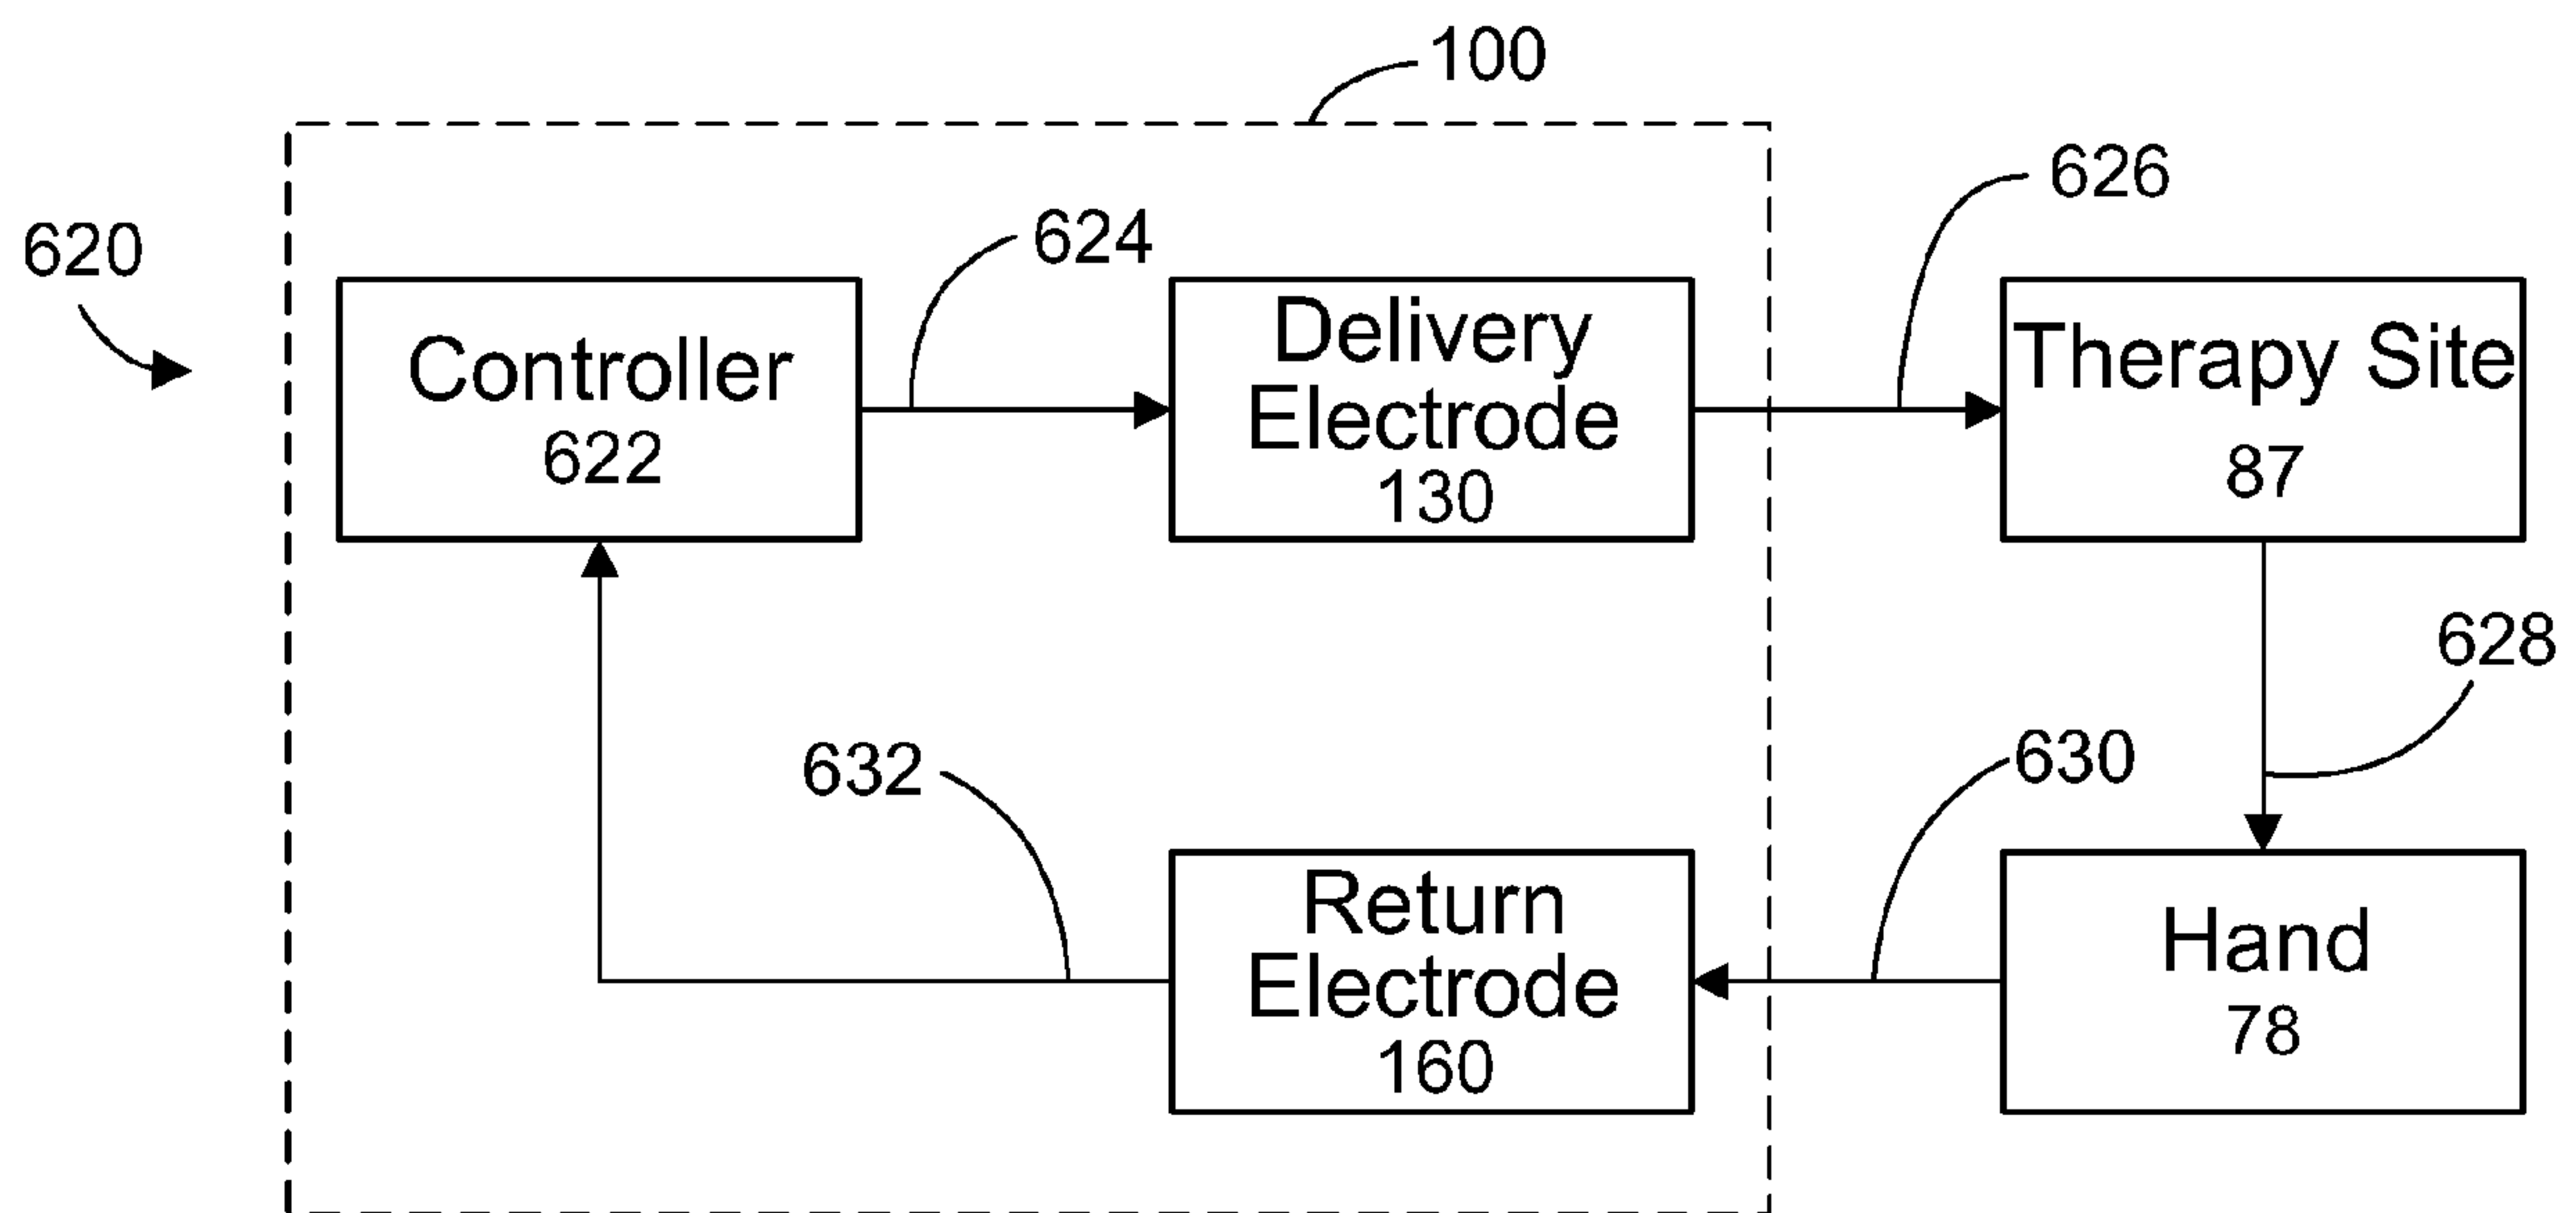 100
626
620
624
Controller
622
Delivery
Electrode
130
Therapy Site
87
628
632
630
Return
Electrode
160
Hand
78